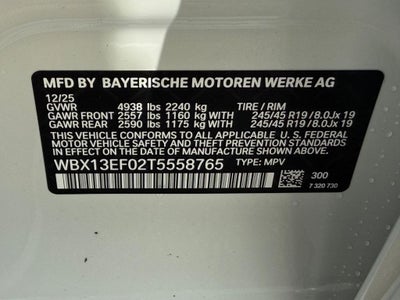 MFD BY BAYERISCHE MOTOREN WERKE AG
12/25
GVWR 4938 lbs 2240 kg TIRE / RIM
GAWR FRONT 2557 lbs 1160 kg WITH 245/45 R19 / 8.0Jx 19
GAWR REAR 2590 lbs 1175 kg WITH 245/45 R19 / 8.0Jx 19
THIS VEHICLE CONFORMS TO ALL APPLICABLE U.S. FEDERAL
MOTOR VEHICLE SAFETY AND THEFT PREVENTION STANDARDS
IN EFFECT ON THE DATE OF MANUFACTURE SHOWN ABOVE.
WBX13EF02T5558765 TYPE: MPV
300
7 320 730